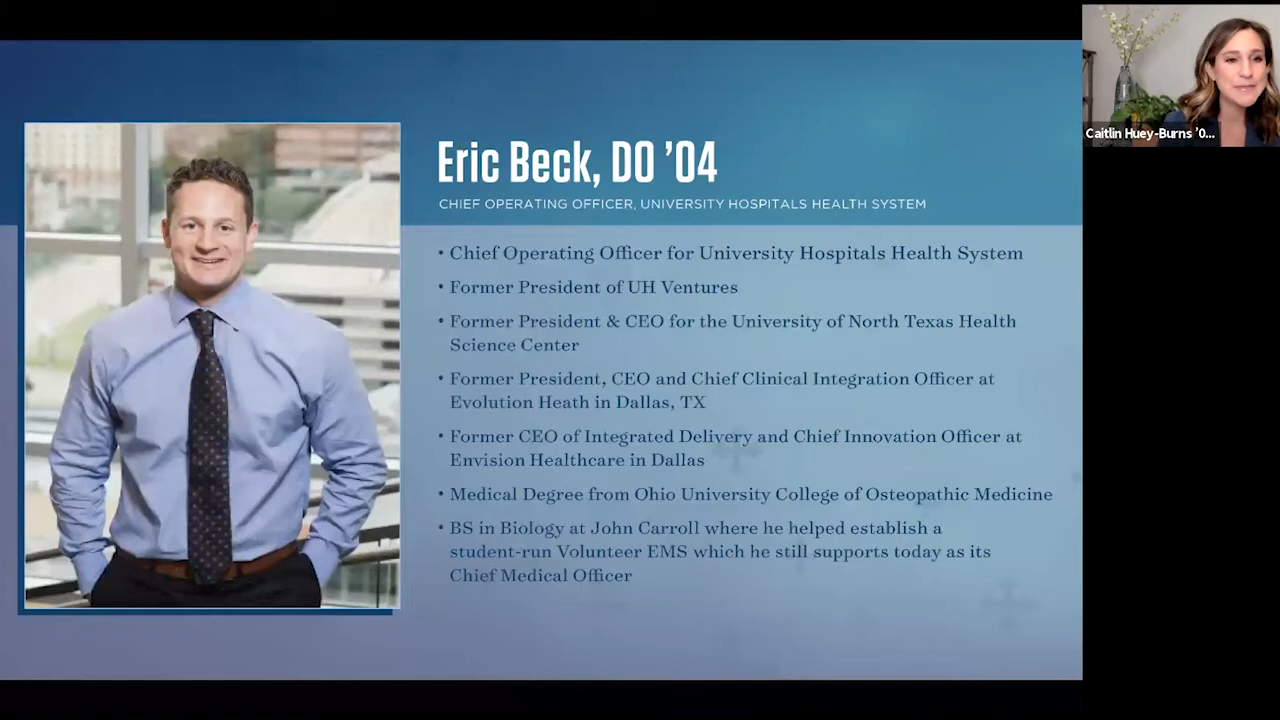 Eric Beck, DO ’04
CHIEF OPERATING OFFICER, UNIVERSITY HOSPITALS HEALTH SYSTEM
• Chief Operating Officer for University Hospitals Health System
• Former President of UH Ventures
• Former President & CEO for the University of North Texas Health
Science Center
• Former President, CEO and Chief Clinical Integration Officer at
Evolution Heath in Dallas, TX
• Former CEO of Integrated Delivery and Chief Innovation Officer at
Envision Healthcare in Dallas
• Medical Degree from Ohio University College of Osteopathic Medicine
• BS in Biology at John Carroll where he helped establish a
student-run Volunteer EMS which he still supports today as its
Chief Medical Officer
Caitlin Huey-Burns ’0...